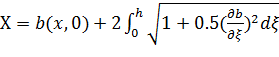 X = b(x, 0) + 2 ∫₀ʰ √(1 + 0.5(∂b/∂ξ)²) dξ